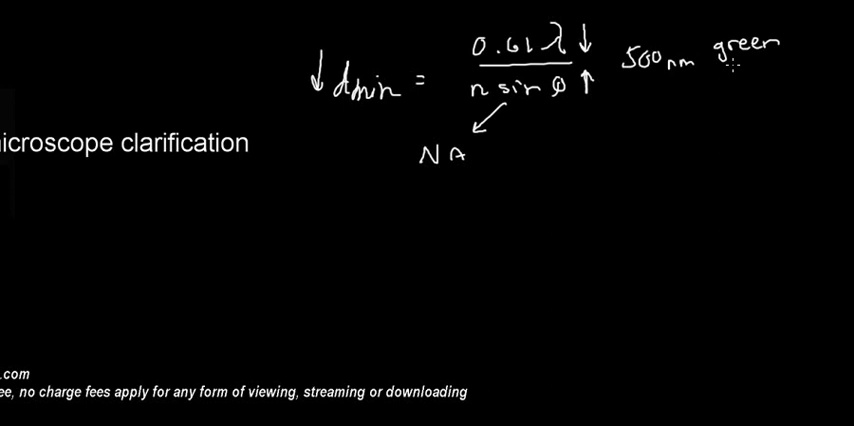 ↓ dmin = 0.61 λ ↓ 500nm green
n sin θ ↑
NA
icroscope clarification
.com
ee, no charge fees apply for any form of viewing, streaming or downloading